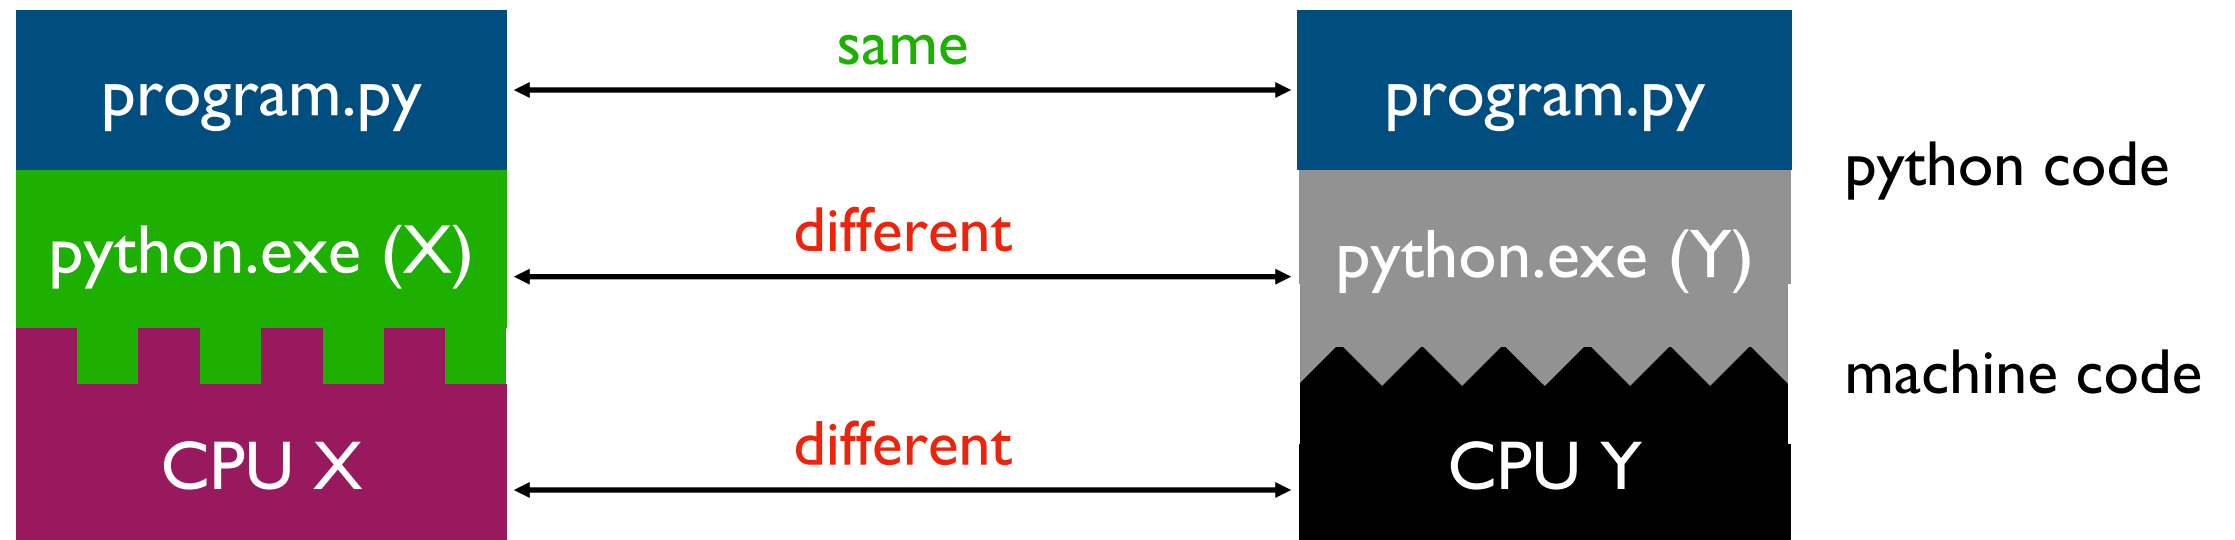 same
program.py
program.py
python code
different
python.exe (X)
python.exe (Y)
machine code
different
CPU X
CPU Y